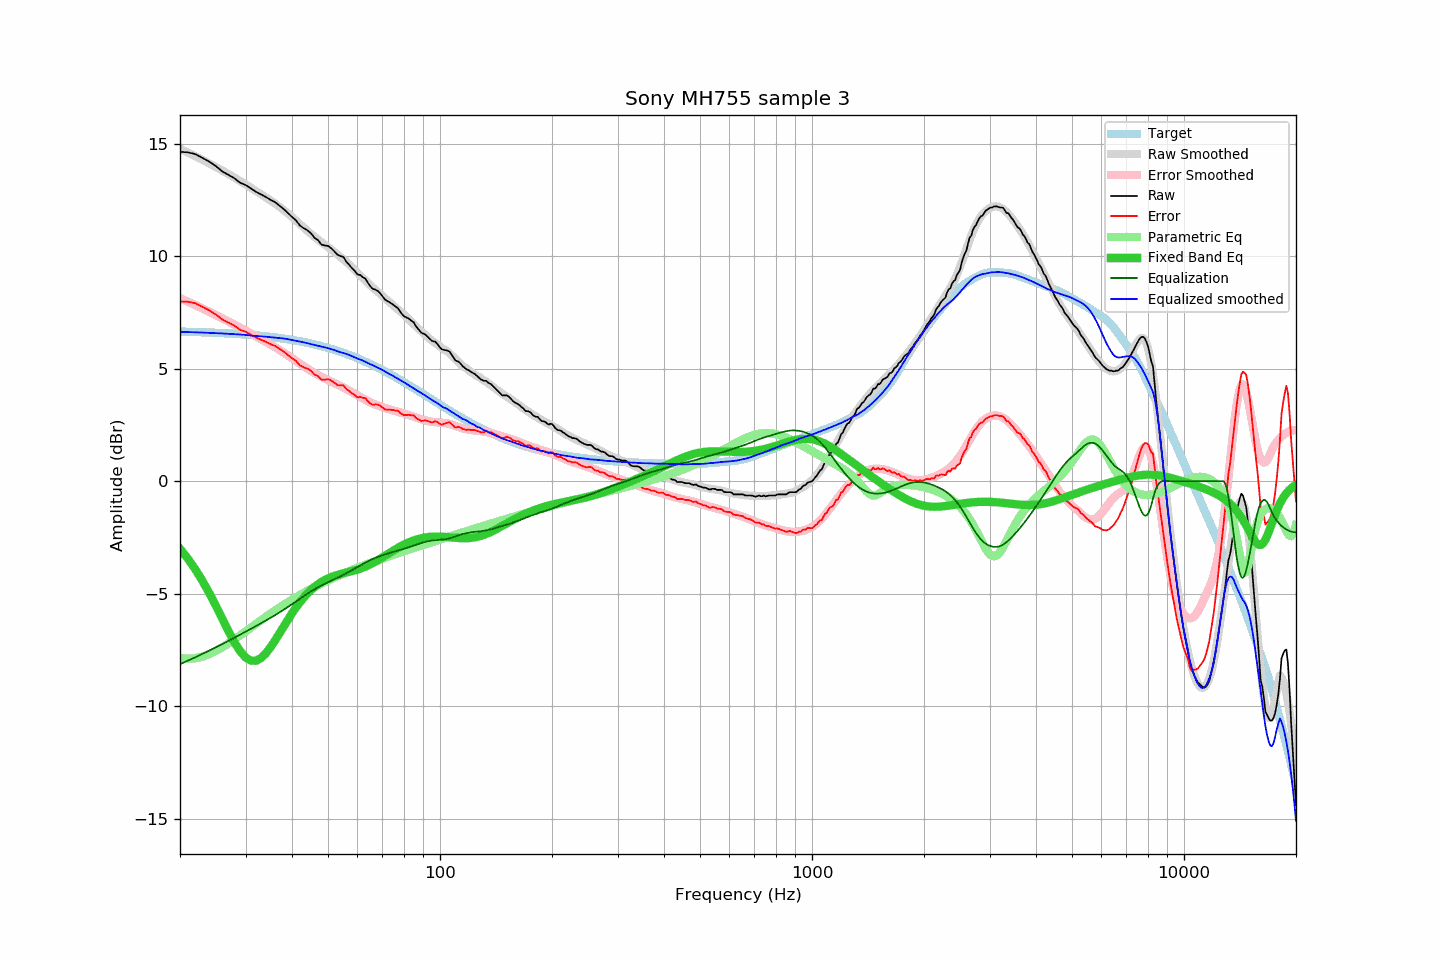 Sony MH755 sample 3
15
10
5
0
−5
−10
−15
Amplitude (dBr)
Target
Raw Smoothed
Error Smoothed
Raw
Error
Parametric Eq
Fixed Band Eq
Equalization
Equalized smoothed
100
1000
10000
Frequency (Hz)